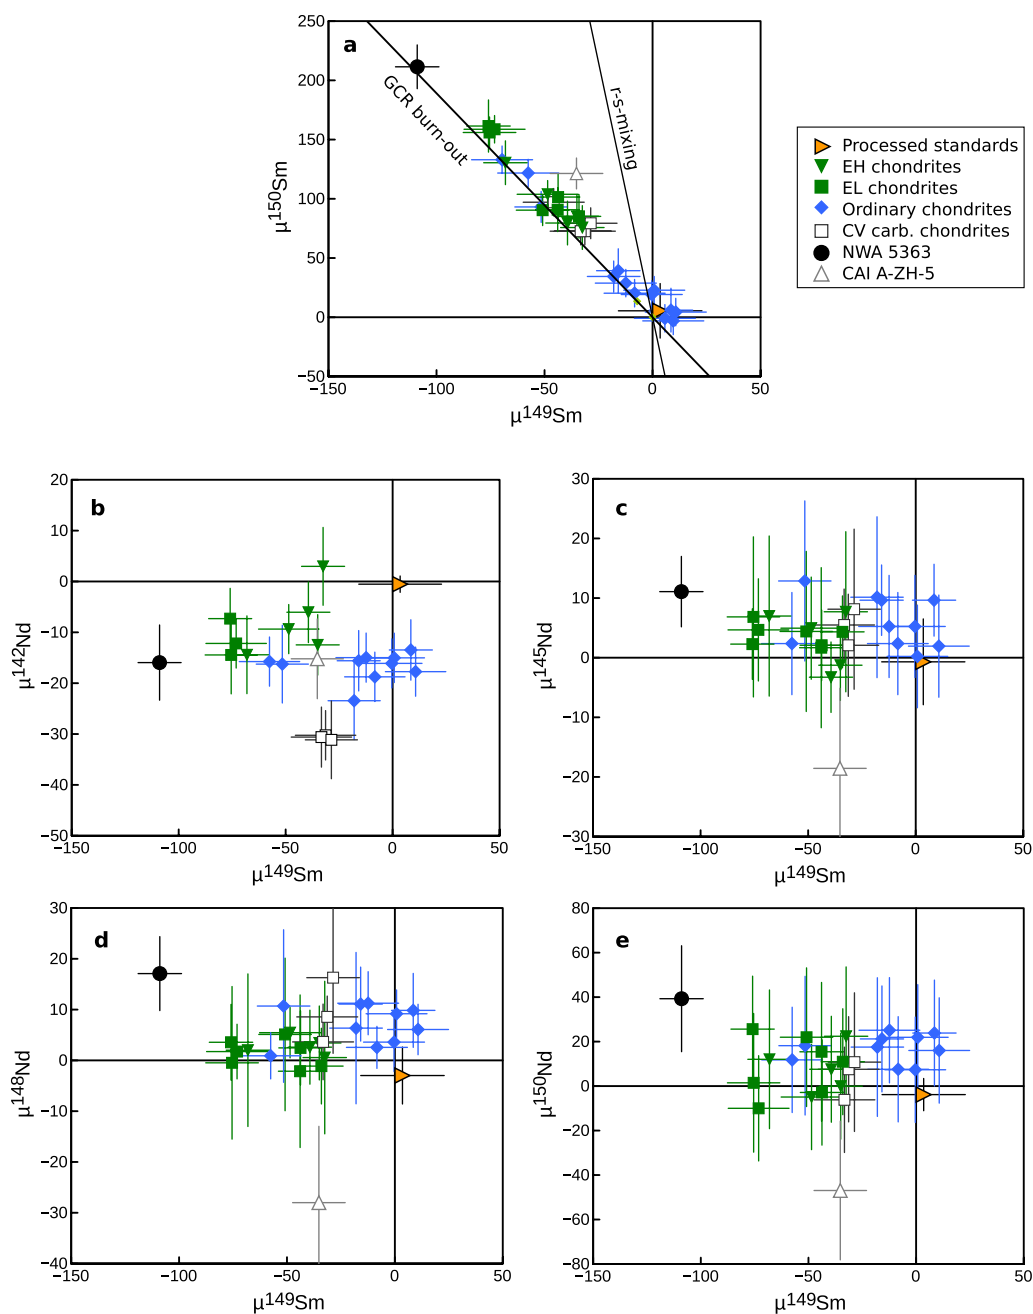 a
GCR burn-out
r-s-mixing
250
200
150
100
50
0
−50
μ150Sm
−150
−100
−50
0
50
μ149Sm
Processed standards
EH chondrites
EL chondrites
Ordinary chondrites
CV carb. chondrites
NWA 5363
CAI A-ZH-5
b
20
10
0
−10
−20
−30
−40
−50
μ142Nd
−150
−100
−50
0
50
μ149Sm
c
30
20
10
0
−10
−20
−30
μ145Nd
−150
−100
−50
0
50
μ149Sm
d
30
20
10
0
−10
−20
−30
−40
μ148Nd
−150
−100
−50
0
50
μ149Sm
e
80
60
40
20
0
−20
−40
−60
−80
μ150Nd
−150
−100
−50
0
50
μ149Sm